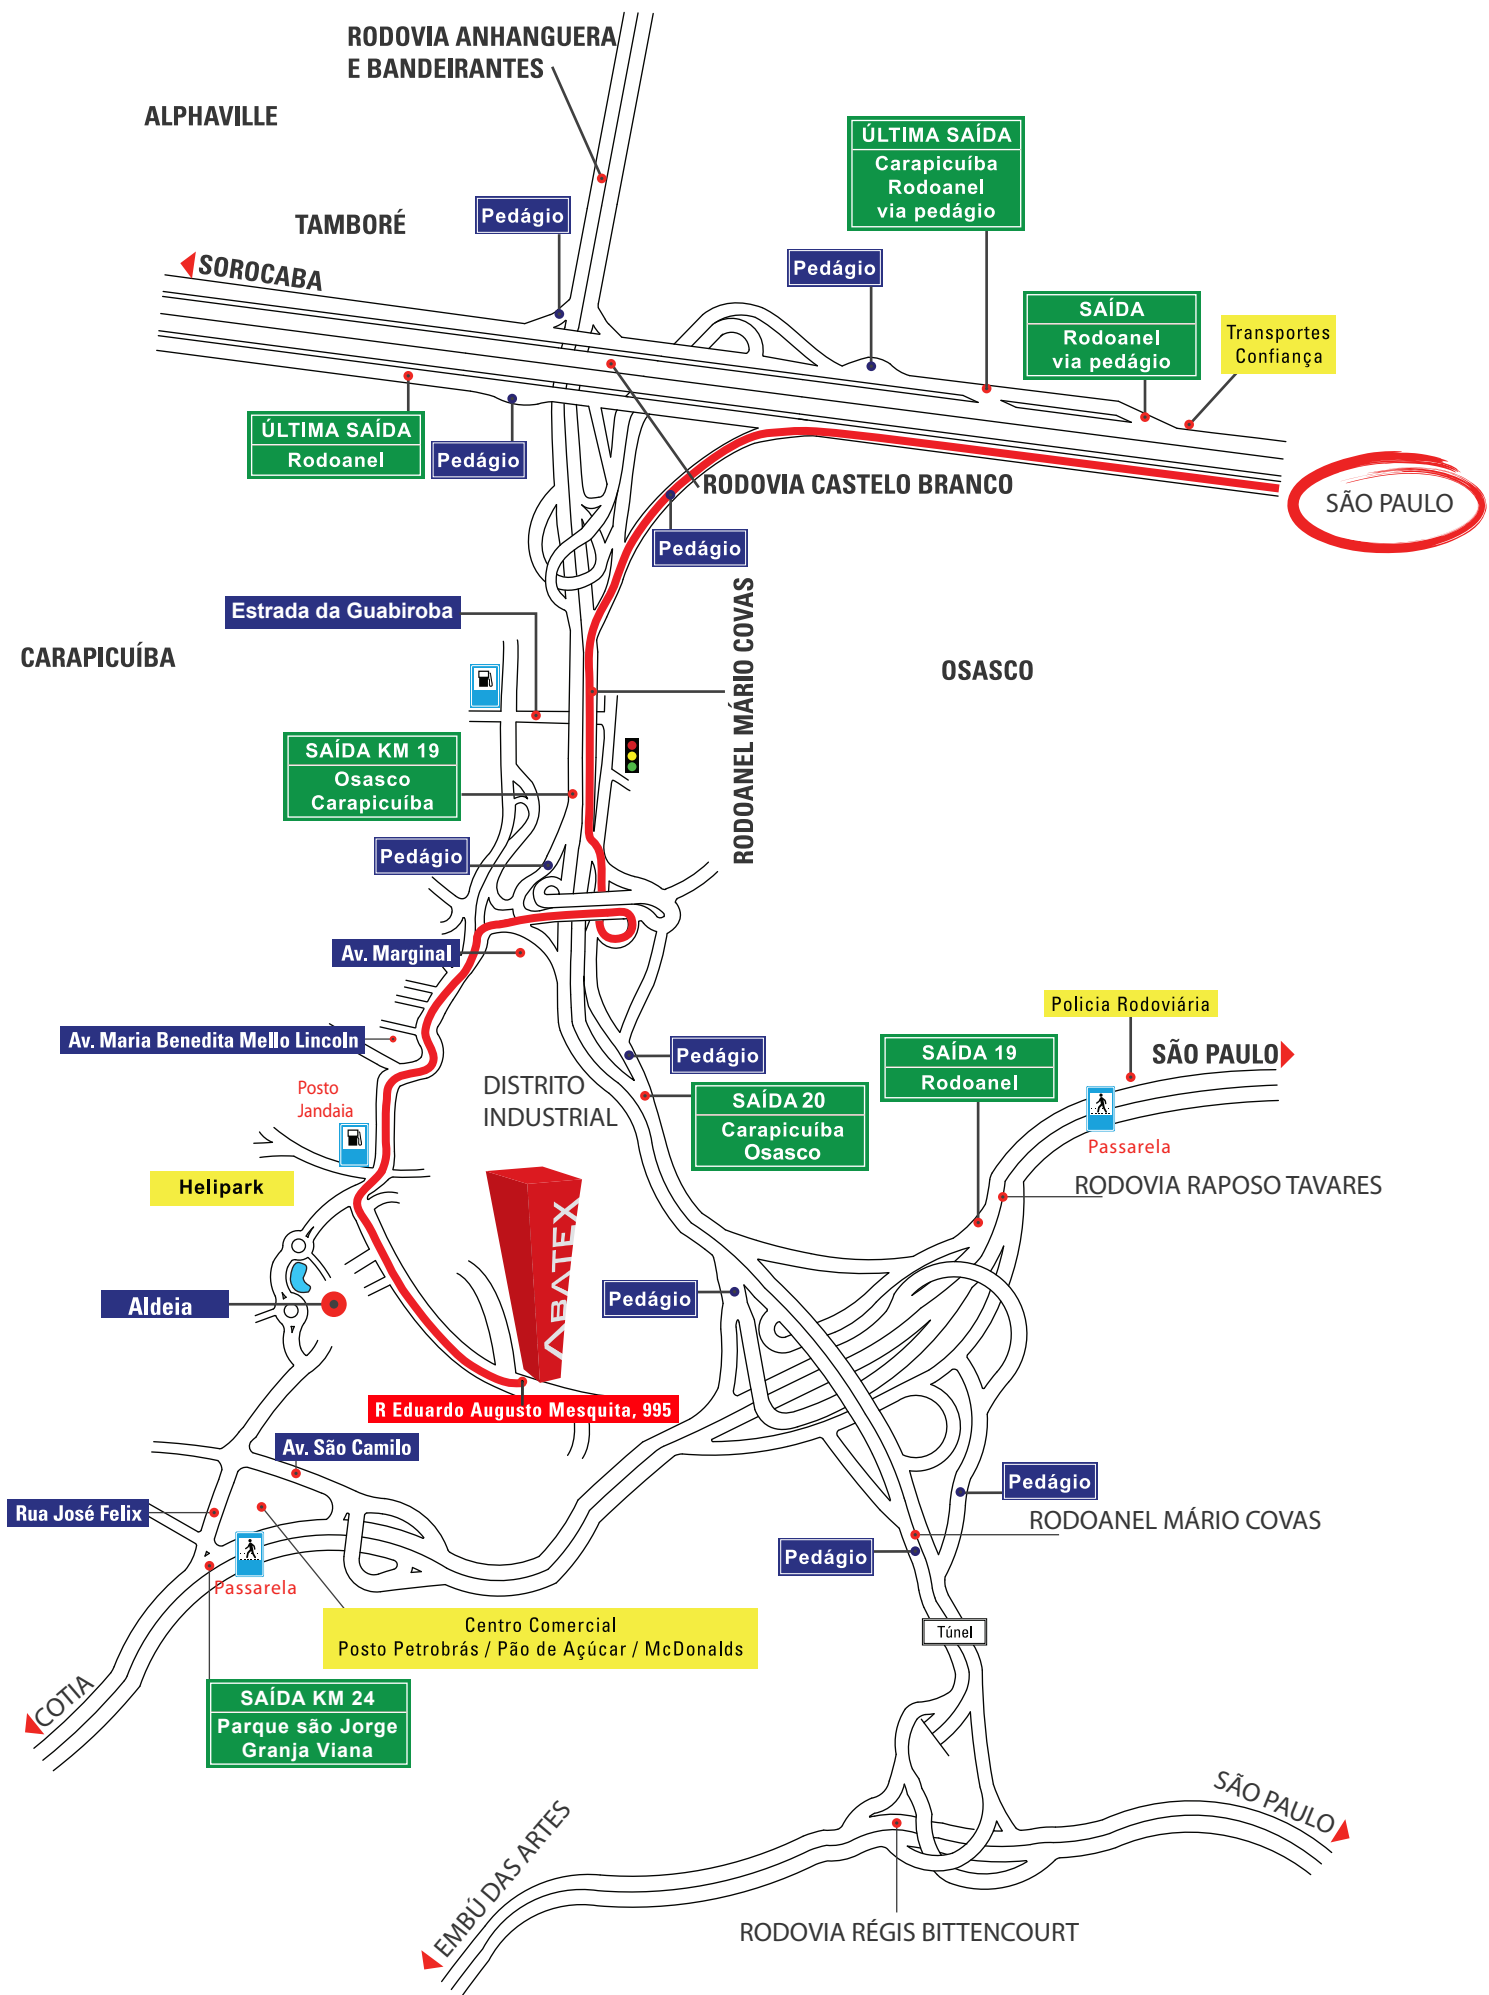 RODOVIA ANHANGUERA
E BANDEIRANTES
ALPHAVILLE
ÚLTIMA SAÍDA
Carapicuíba
Rodoanel
via pedágio
Pedágio
TAMBORÉ
SOROCABA
Pedágio
SAÍDA
Rodoanel
via pedágio
Transportes
Confiança
ÚLTIMA SAÍDA
Rodoanel
Pedágio
RODOVIA CASTELO BRANCO
SÃO PAULO
Pedágio
Estrada da Guabiroba
RODOANEL MÁRIO COVAS
CARAPICUÍBA
OSASCO
SAÍDA KM 19
Osasco
Carapicuíba
Pedágio
Av. Marginal
Policia Rodoviária
Av. Maria Benedita Mello Lincoln
Pedágio
SAÍDA 19
Rodoanel
SÃO PAULO
Posto
Jandaia
DISTRITO
INDUSTRIAL
SAÍDA 20
Carapicuíba
Osasco
Passarela
Helipark
RODOVIA RAPOSO TAVARES
ABATEX
Aldeia
Pedágio
R Eduardo Augusto Mesquita, 995
Av. São Camilo
Pedágio
Rua José Felix
RODOANEL MÁRIO COVAS
Pedágio
Passarela
Centro Comercial
Posto Petrobrás / Pão de Açúcar / McDonalds
Túnel
COTIA
SAÍDA KM 24
Parque são Jorge
Granja Viana
SÃO PAULO
EMBÚ DAS ARTES
RODOVIA RÉGIS BITTENCOURT